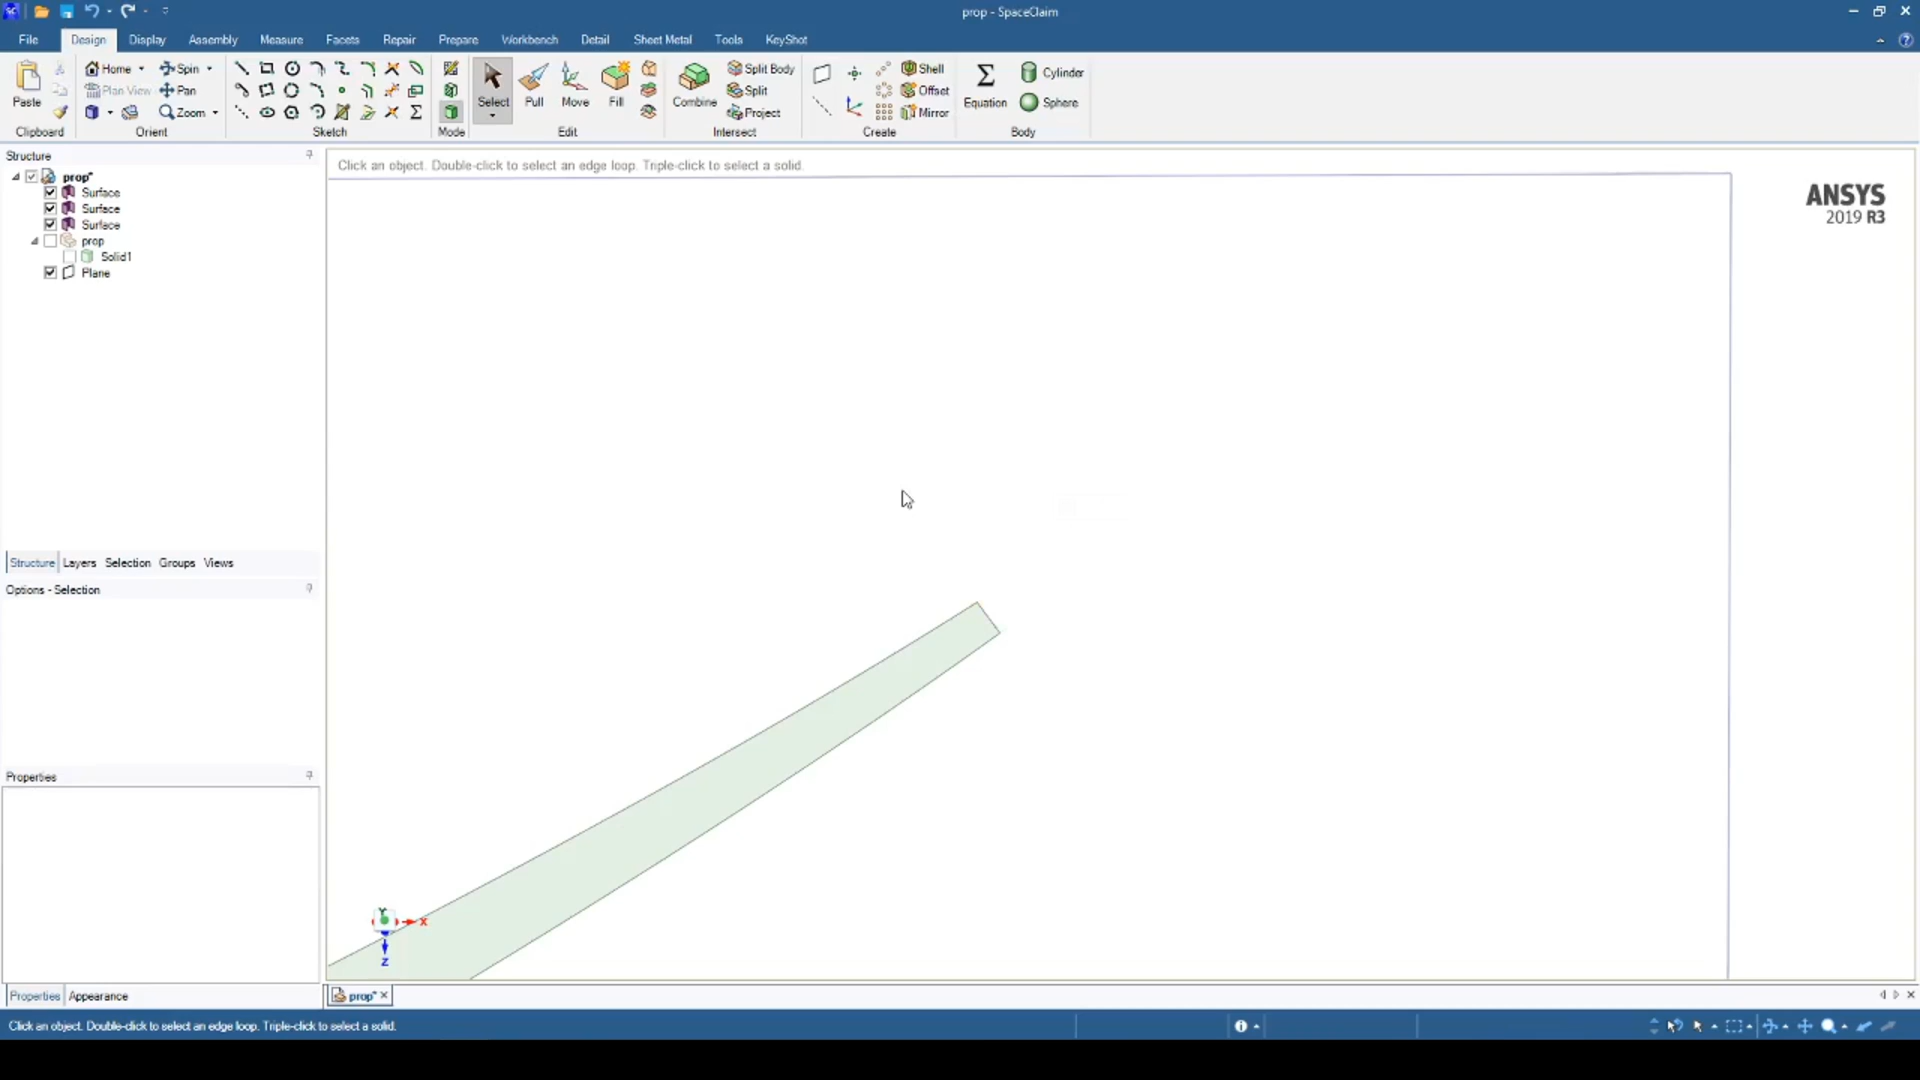 prop - SpaceClaim
File Design Display Assembly Measure Facets Repair Prepare Workbench Detail Sheet Metal Tools KeyShot
Paste
Home Spin
Plan View Pan
Zoom
Select Pull Move Fill
Combine Split Body
Split
Project
Shell
Offset
Mirror
Equation
Cylinder
Sphere
Clipboard Orient Sketch Mode Edit Intersect Create Body
Structure
prop*
Surface
Surface
Surface
prop
Solid1
Plane
Click an object. Double-click to select an edge loop. Triple-click to select a solid.
ANSYS
2019 R3
Structure Layers Selection Groups Views
Options - Selection
Properties
Y
X
Z
Properties Appearance
prop*
Click an object. Double-click to select an edge loop. Triple-click to select a solid.